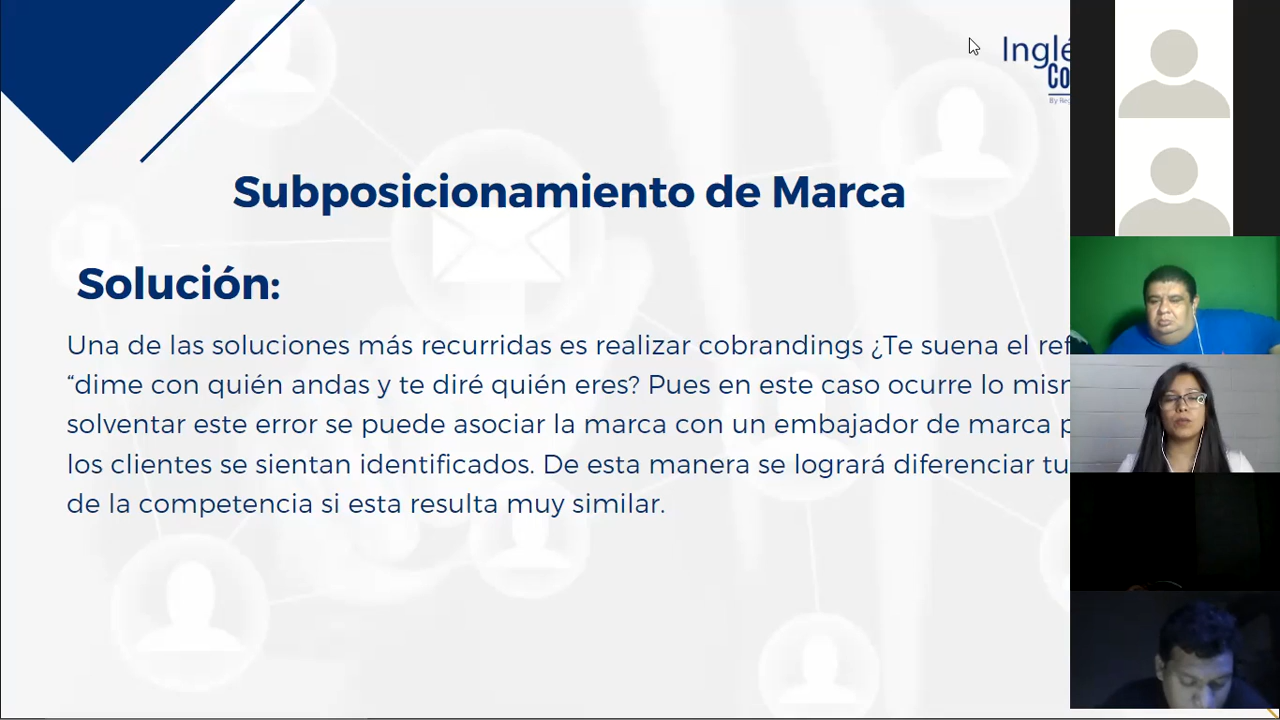 Inglé
Co
Subposicionamiento de Marca
Solución:
Una de las soluciones más recurridas es realizar cobrandings ¿Te suena el ref
“dime con quién andas y te diré quién eres? Pues en este caso ocurre lo mism
solventar este error se puede asociar la marca con un embajador de marca p
los clientes se sientan identificados. De esta manera se logrará diferenciar tu
de la competencia si esta resulta muy similar.